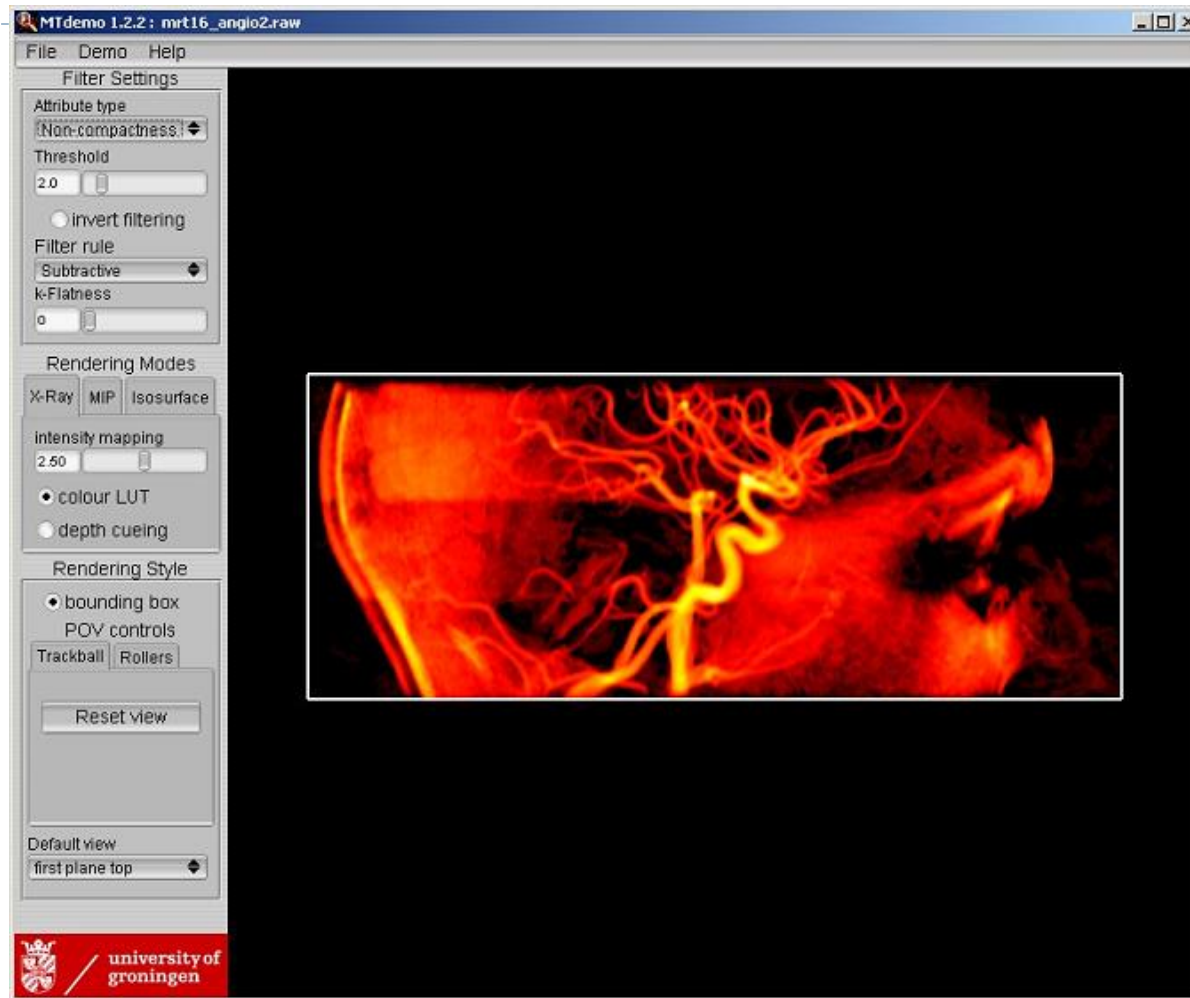 MTdemo 1.2.2 : mrt16_angio2.raw
File Demo Help
Filter Settings
Attribute type
Non-compactness
Threshold
2.0
invert filtering
Filter rule
Subtractive
k-Flatness
0
Rendering Modes
X-Ray MIP Isosurface
intensity mapping
2.50
colour LUT
depth cueing
Rendering Style
bounding box
POV controls
Trackball Rollers
Reset view
Default view
first plane top
university of
groningen